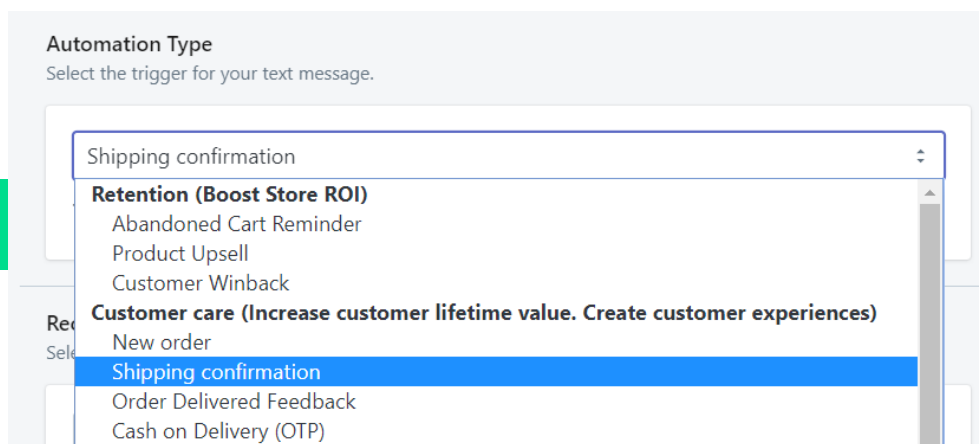 Automation Type
Select the trigger for your text message.
Shipping confirmation
Retention (Boost Store ROI)
Abandoned Cart Reminder
Product Upsell
Customer Winback
Customer care (Increase customer lifetime value. Create customer experiences)
New order
Shipping confirmation
Order Delivered Feedback
Cash on Delivery (OTP)